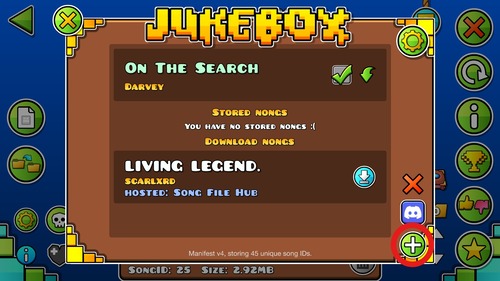 JUKEBOX
ON THE SEARCH
DARVEY
STORED NONGS
YOU HAVE NO STORED NONGS :(
DOWNLOAD NONGS
LIVING LEGEND.
SCARLXRD
HOSTED: SONG FILE HUB
Manifest v4, storing 45 unique song IDs.
SONGID: 25 SIZE: 2.92MB